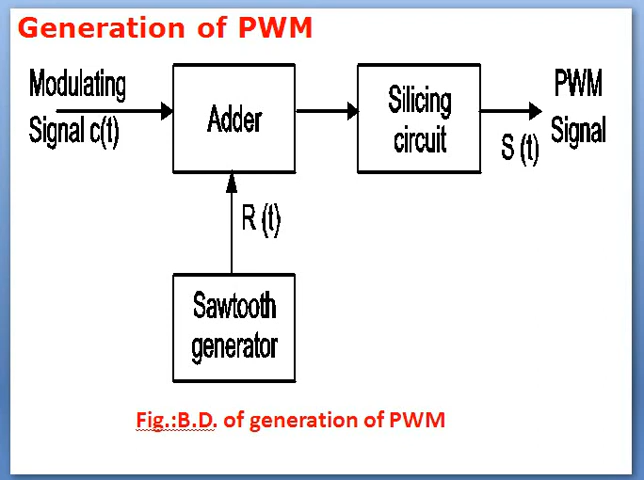 Generation of PWM
Modulating
Signal c(t)
Adder
Silicing
circuit
S (t)
PWM
Signal
R (t)
Sawtooth
generator
Fig.:B.D. of generation of PWM